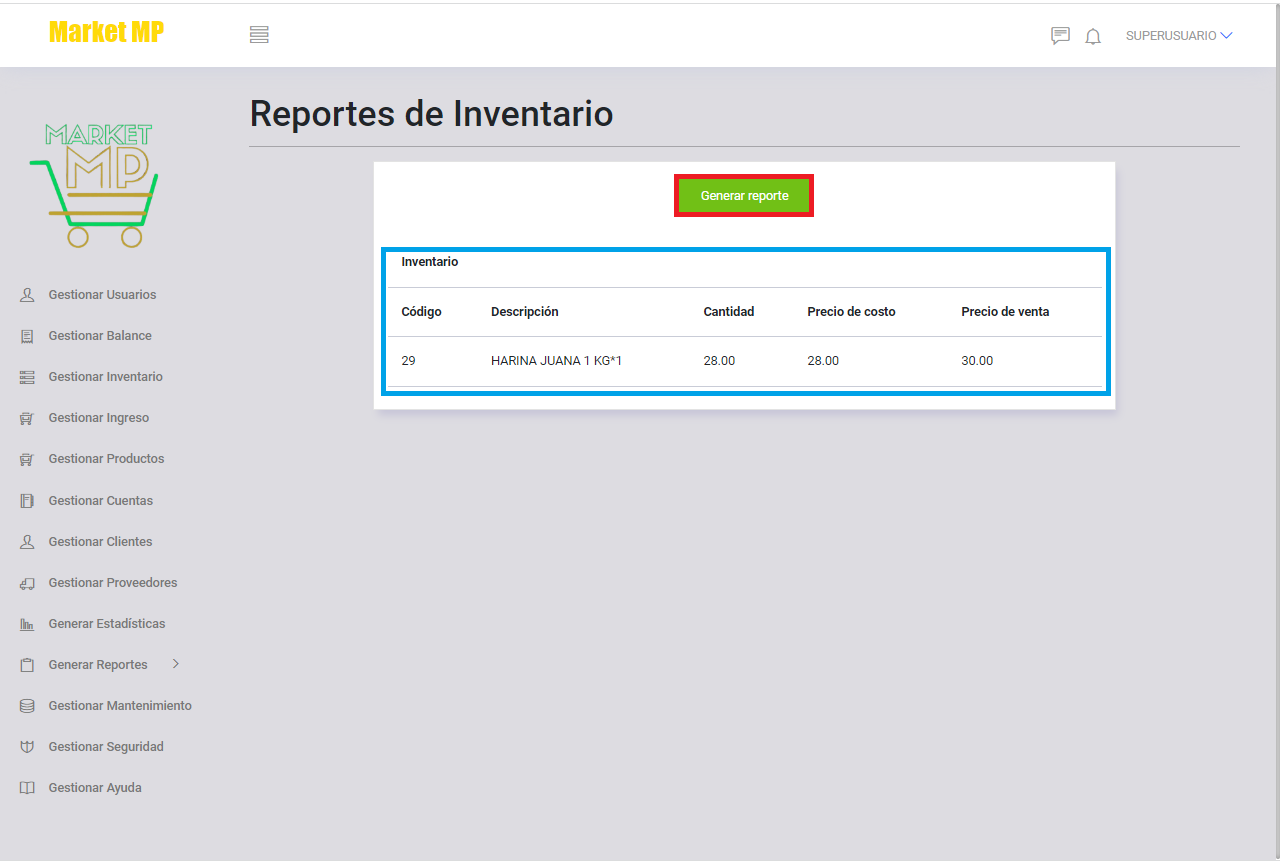 Market MP
SUPERUSUARIO
MARKET
MP
Gestionar Usuarios
Gestionar Balance
Gestionar Inventario
Gestionar Ingreso
Gestionar Productos
Gestionar Cuentas
Gestionar Clientes
Gestionar Proveedores
Generar Estadísticas
Generar Reportes
Gestionar Mantenimiento
Gestionar Seguridad
Gestionar Ayuda
Reportes de Inventario
Generar reporte
Inventario
Código Descripción Cantidad Precio de costo Precio de venta
29 HARINA JUANA 1 KG*1 28.00 28.00 30.00